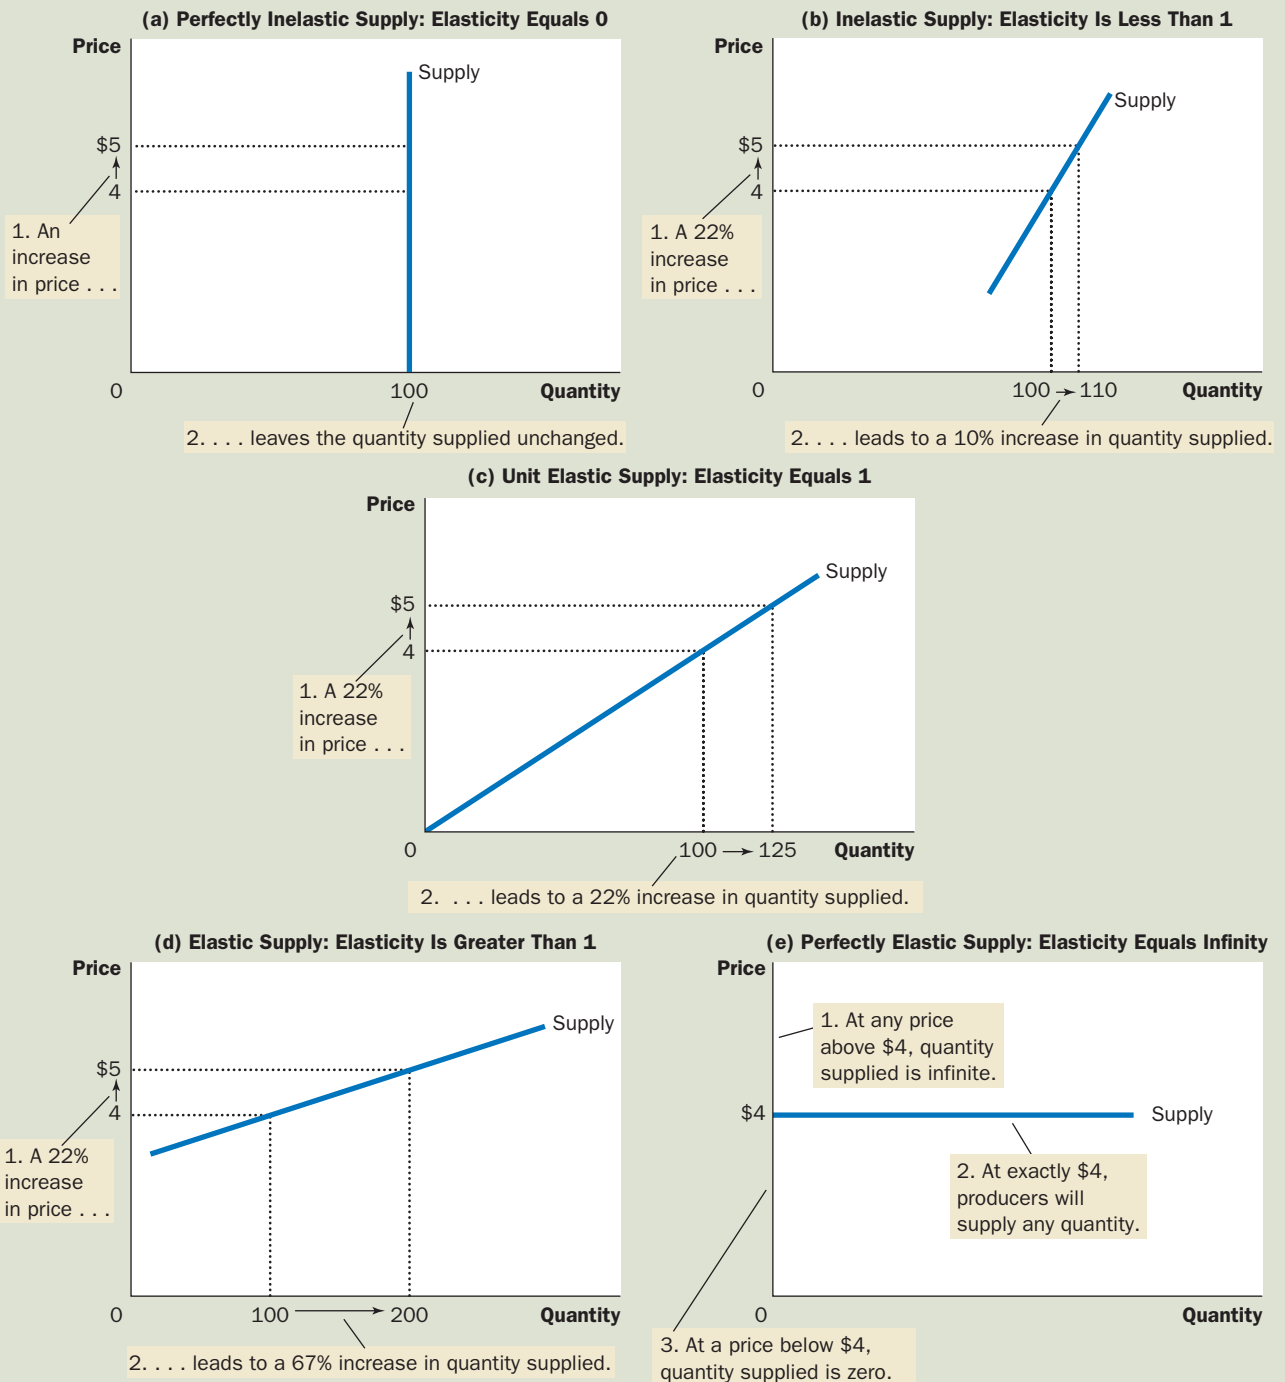 (a) Perfectly Inelastic Supply: Elasticity Equals 0
Price
Supply
$5
4
1. An
increase
in price . . .
0
100
Quantity
2. . . . leaves the quantity supplied unchanged.
(b) Inelastic Supply: Elasticity Is Less Than 1
Price
Supply
$5
4
1. A 22%
increase
in price . . .
0
100
110
Quantity
2. . . . leads to a 10% increase in quantity supplied.
(c) Unit Elastic Supply: Elasticity Equals 1
Price
Supply
$5
4
1. A 22%
increase
in price . . .
0
100
125
Quantity
2. . . . leads to a 22% increase in quantity supplied.
(d) Elastic Supply: Elasticity Is Greater Than 1
Price
Supply
$5
4
1. A 22%
increase
in price . . .
0
100
200
Quantity
2. . . . leads to a 67% increase in quantity supplied.
(e) Perfectly Elastic Supply: Elasticity Equals Infinity
Price
1. At any price
above $4, quantity
supplied is infinite.
$4
Supply
2. At exactly $4,
producers will
supply any quantity.
0
Quantity
3. At a price below $4,
quantity supplied is zero.